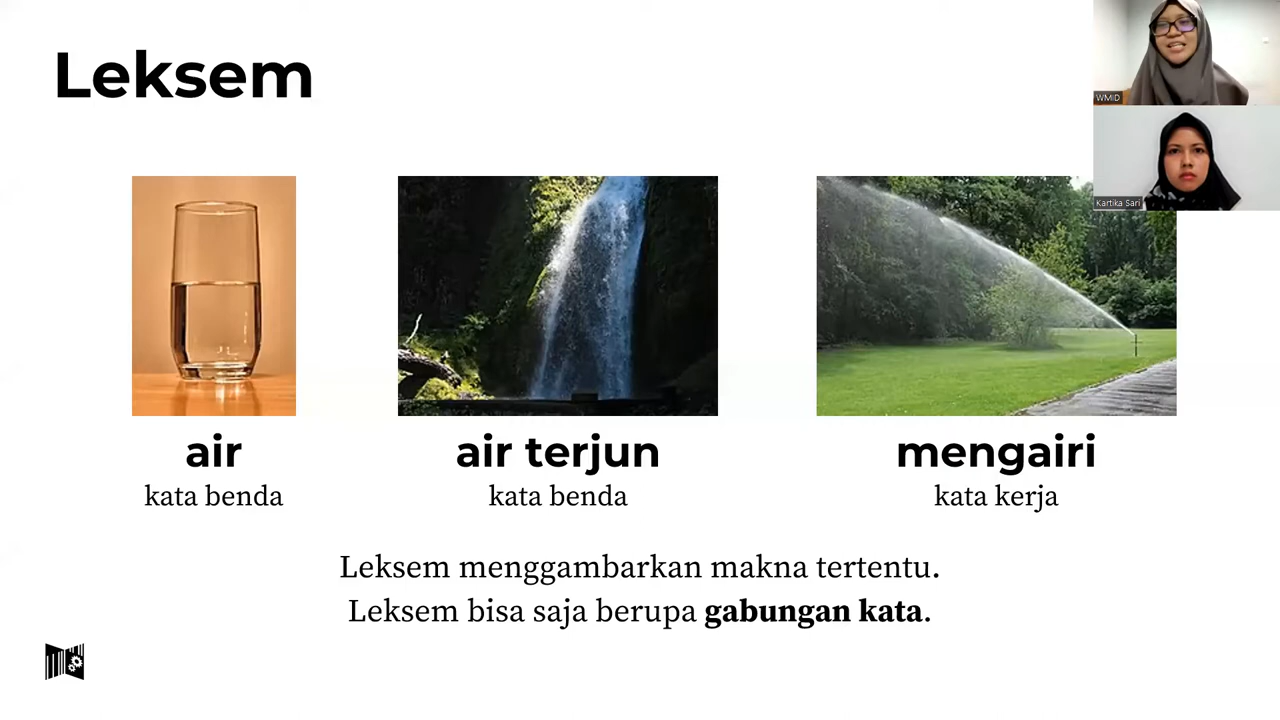 Leksem
WMID
Kartika Sari
air
kata benda
air terjun
kata benda
mengairi
kata kerja
Leksem menggambarkan makna tertentu.
Leksem bisa saja berupa gabungan kata.